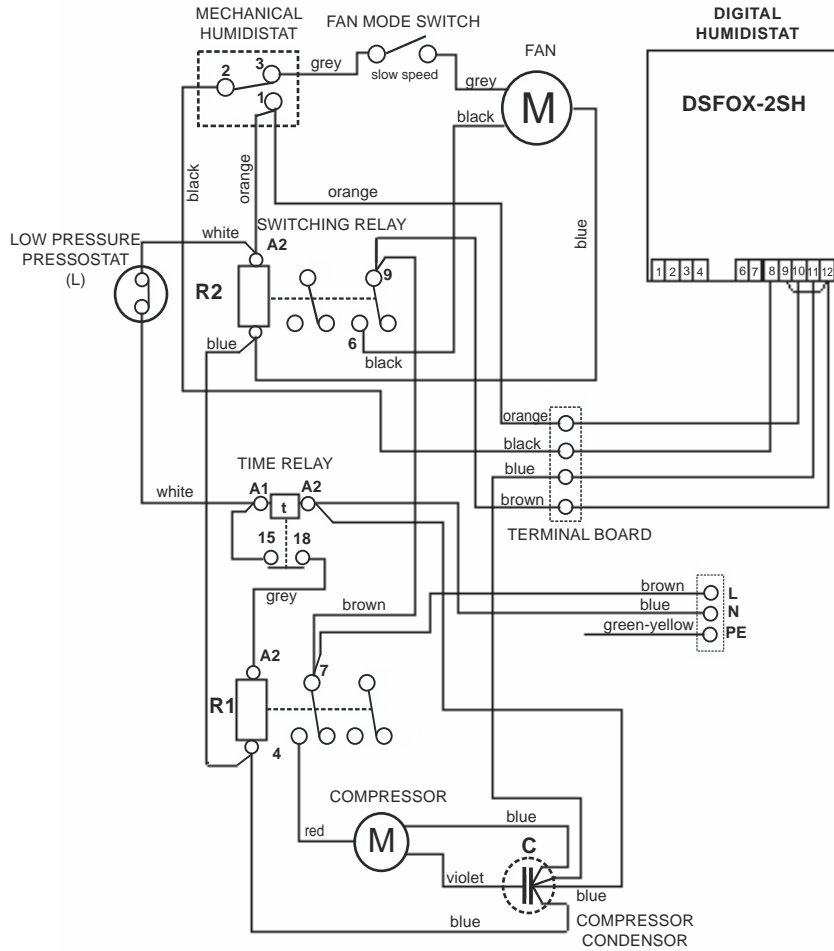 MECHANICAL
HUMIDISTAT
FAN MODE SWITCH
DIGITAL
HUMIDISTAT
FAN
DSFOX-2SH
2
3
1
grey
slow speed
grey
M
black
black
orange
orange
blue
1 2 3 4 6 7 8 9 10 11 12
LOW PRESSURE
PRESSOSTAT
(L)
white
SWITCHING RELAY
A2
9
R2
6
black
blue
orange
black
blue
brown
TERMINAL BOARD
TIME RELAY
white
A1
A2
t
15
18
grey
brown
brown
L
blue
N
green-yellow
PE
A2
7
R1
4
COMPRESSOR
red
M
blue
C
violet
blue
blue
COMPRESSOR
CONDENSOR